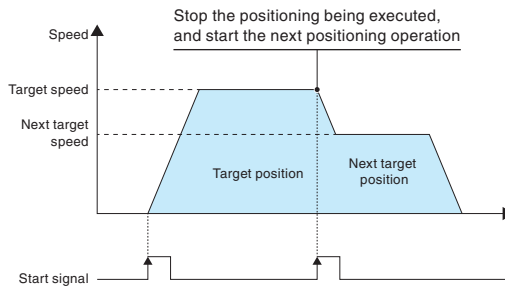 Stop the positioning being executed,
and start the next positioning operation
Speed
Target speed
Next target
speed
Target position
Next target
position
Start signal